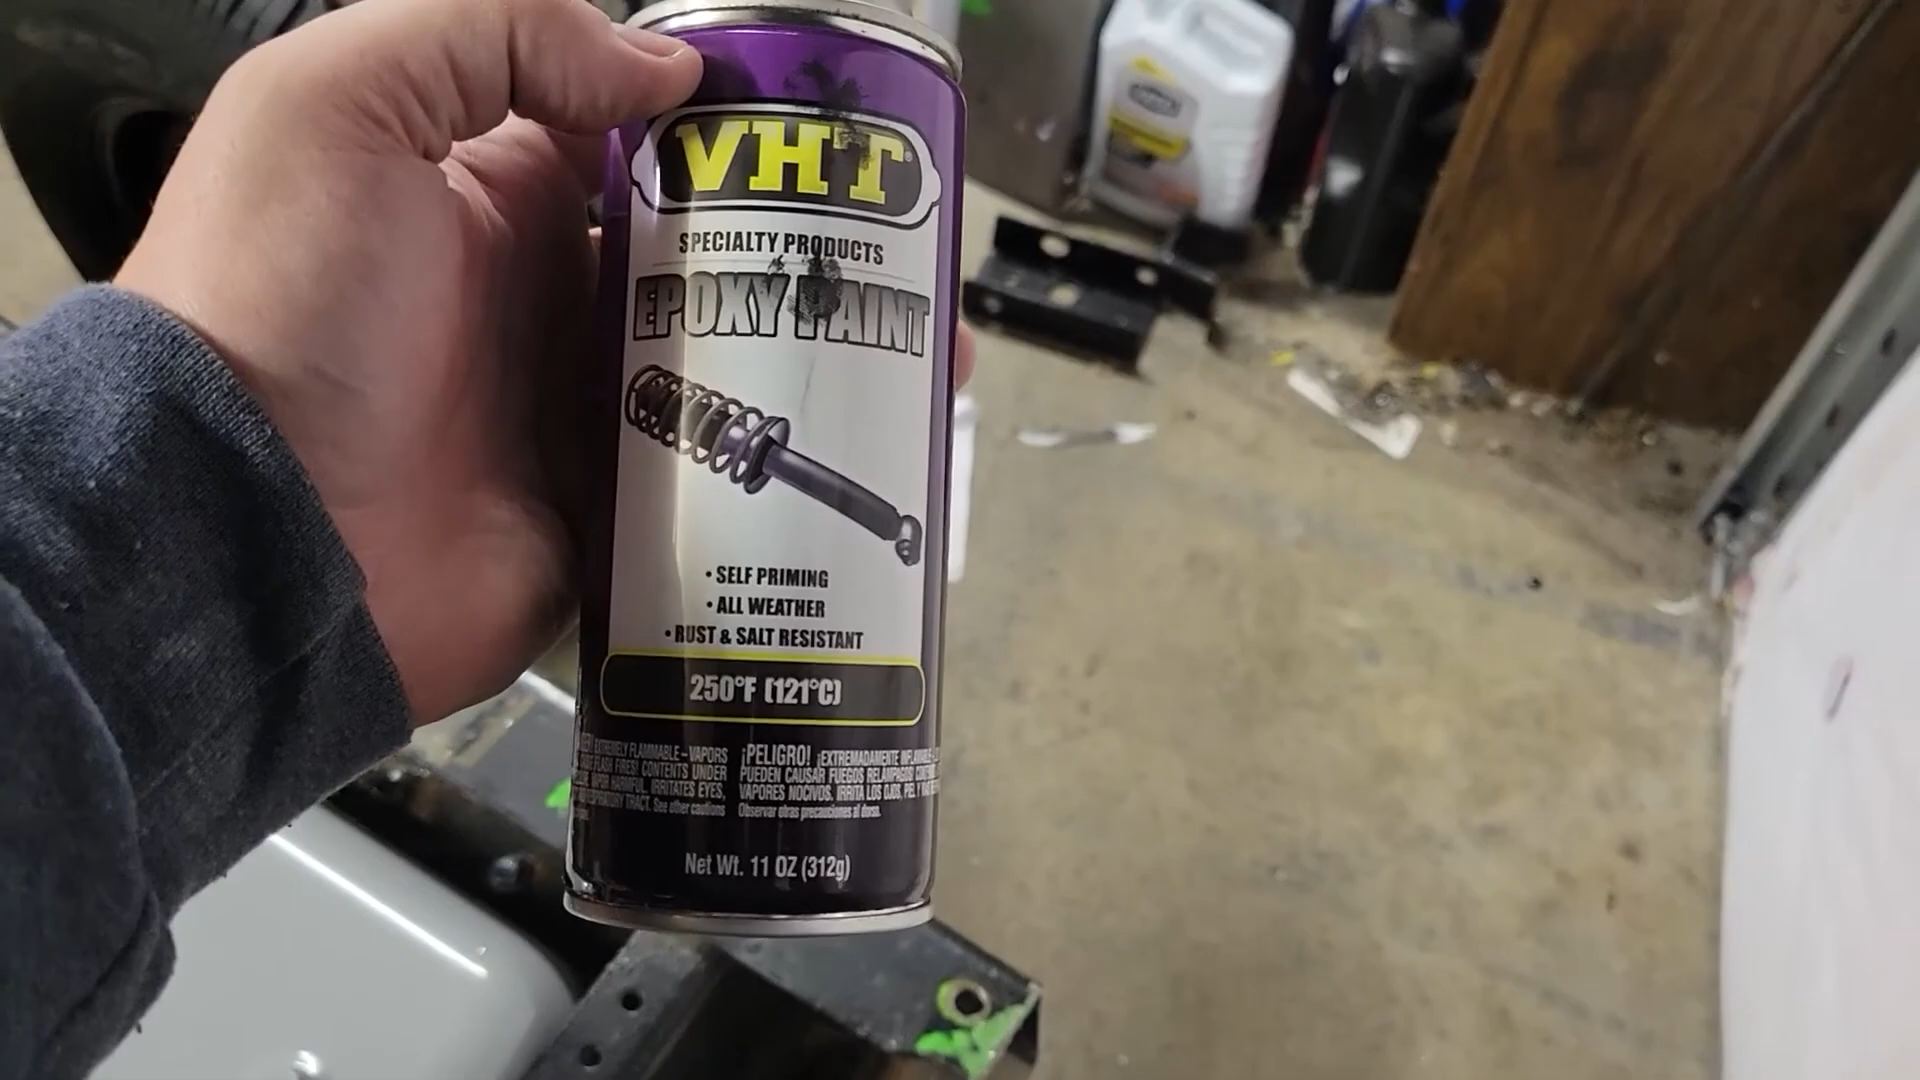 VHT
SPECIALTY PRODUCTS
EPOXY PAINT
• SELF PRIMING
• ALL WEATHER
• RUST & SALT RESISTANT
250°F (121°C)
EXTREMELY FLAMMABLE – VAPORS
FLASH FIRES! CONTENTS UNDER
VAPOR HARMFUL. IRRITATES EYES,
RESPIRATORY TRACT. See other cautions
¡PELIGRO! ¡EXTREMADAMENTE
PUEDEN CAUSAR FUEGOS RELAMPAGOS!
VAPORES NOCIVOS. IRRITA LOS OJOS, PIEL Y
Observar otras precauciones al dorso.
Net Wt. 11 OZ (312g)